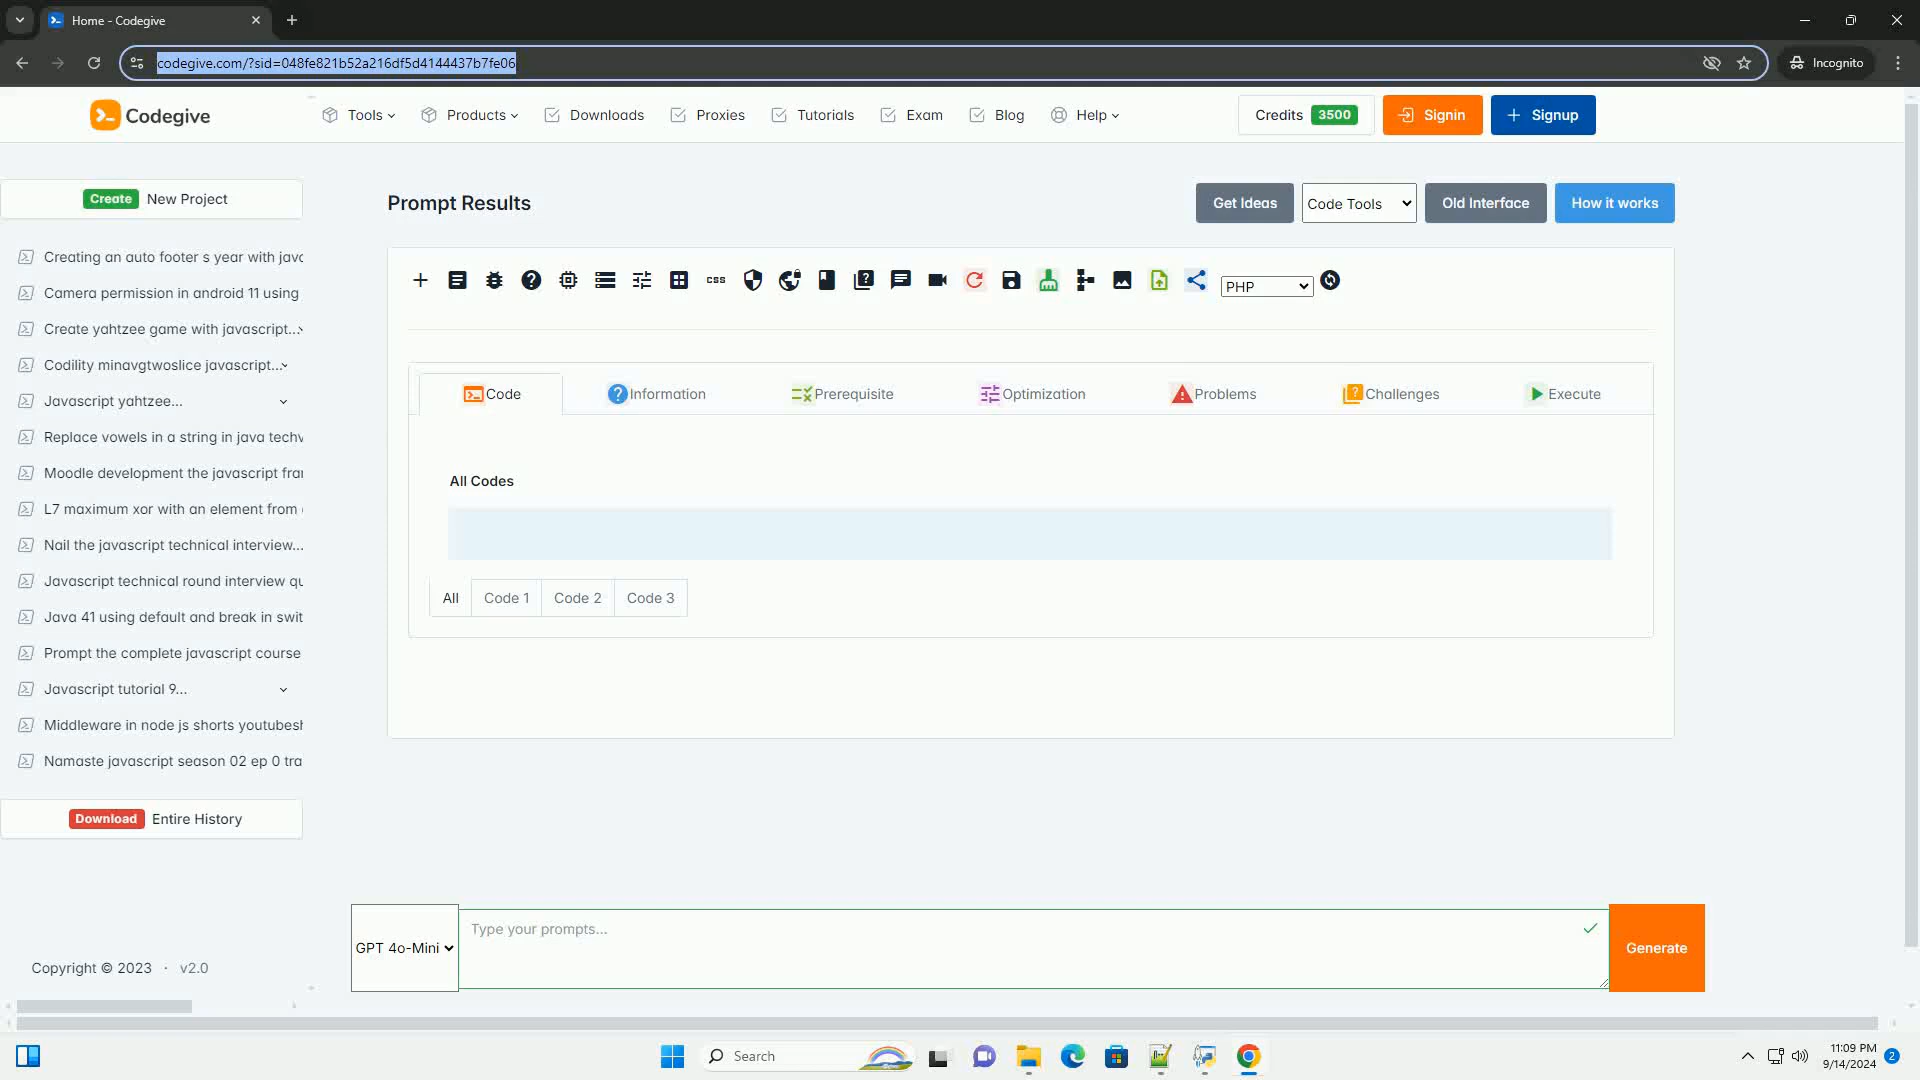 Home - Codegive
codegive.com/?sid=048fe821b52a216df5d4144437b7fe06
Incognito
Codegive
Tools
Products
Downloads
Proxies
Tutorials
Exam
Blog
Help
Credits 3500
Signin
Signup
Create New Project
Creating an auto footer s year with javc
Camera permission in android 11 using
Create yahtzee game with javascript...
Codility minavgtwoslice javascript...
Javascript yahtzee...
Replace vowels in a string in java techv
Moodle development the javascript frar
L7 maximum xor with an element from
Nail the javascript technical interview...
Javascript technical round interview qu
Java 41 using default and break in swit
Prompt the complete javascript course
Javascript tutorial 9...
Middleware in node js shorts youtubesh
Namaste javascript season 02 ep 0 tra
Download Entire History
Copyright © 2023 · v2.0
Prompt Results
Get Ideas
Code Tools
Old Interface
How it works
css
PHP
Code
Information
Prerequisite
Optimization
Problems
Challenges
Execute
All Codes
All
Code 1
Code 2
Code 3
GPT 4o-Mini
Type your prompts...
Generate
Search
11:09 PM
9/14/2024
2